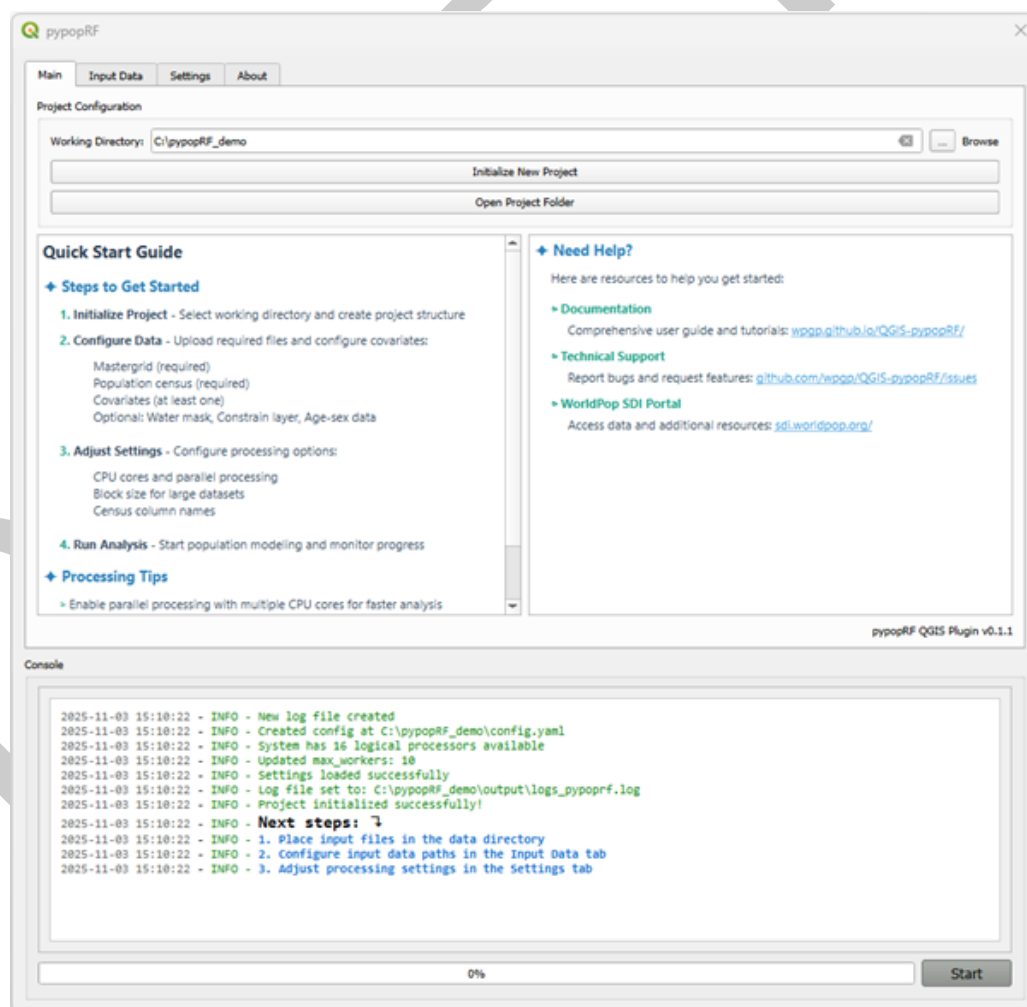 pypopRF
Main Input Data Settings About
Project Configuration
Working Directory: C:\pypopRF_demo ... Browse
Initialize New Project
Open Project Folder
Quick Start Guide
Steps to Get Started
1. Initialize Project - Select working directory and create project structure
2. Configure Data - Upload required files and configure covariates:
Mastergrid (required)
Population census (required)
Covariates (at least one)
Optional: Water mask, Constrain layer, Age-sex data
3. Adjust Settings - Configure processing options:
CPU cores and parallel processing
Block size for large datasets
Census column names
4. Run Analysis - Start population modeling and monitor progress
Processing Tips
> Enable parallel processing with multiple CPU cores for faster analysis
Need Help?
Here are resources to help you get started:
Documentation
Comprehensive user guide and tutorials: wpgp.github.io/QGIS-pypopRF/
Technical Support
Report bugs and request features: github.com/wpgp/QGIS-pypopRF/issues
WorldPop SDI Portal
Access data and additional resources: sdi.worldpop.org/
pypopRF QGIS Plugin v0.1.1
Console
2025-11-03 15:10:22 - INFO - New log file created
2025-11-03 15:10:22 - INFO - Created config at C:\pypopRF_demo\config.yaml
2025-11-03 15:10:22 - INFO - System has 16 logical processors available
2025-11-03 15:10:22 - INFO - Updated max_workers: 10
2025-11-03 15:10:22 - INFO - Settings loaded successfully
2025-11-03 15:10:22 - INFO - Log file set to: C:\pypopRF_demo\output\logs_pypoprf.log
2025-11-03 15:10:22 - INFO - Project initialized successfully!
2025-11-03 15:10:22 - INFO - Next steps: ⤵
2025-11-03 15:10:22 - INFO - 1. Place input files in the data directory
2025-11-03 15:10:22 - INFO - 2. Configure input data paths in the Input Data tab
2025-11-03 15:10:22 - INFO - 3. Adjust processing settings in the Settings tab
0%
Start